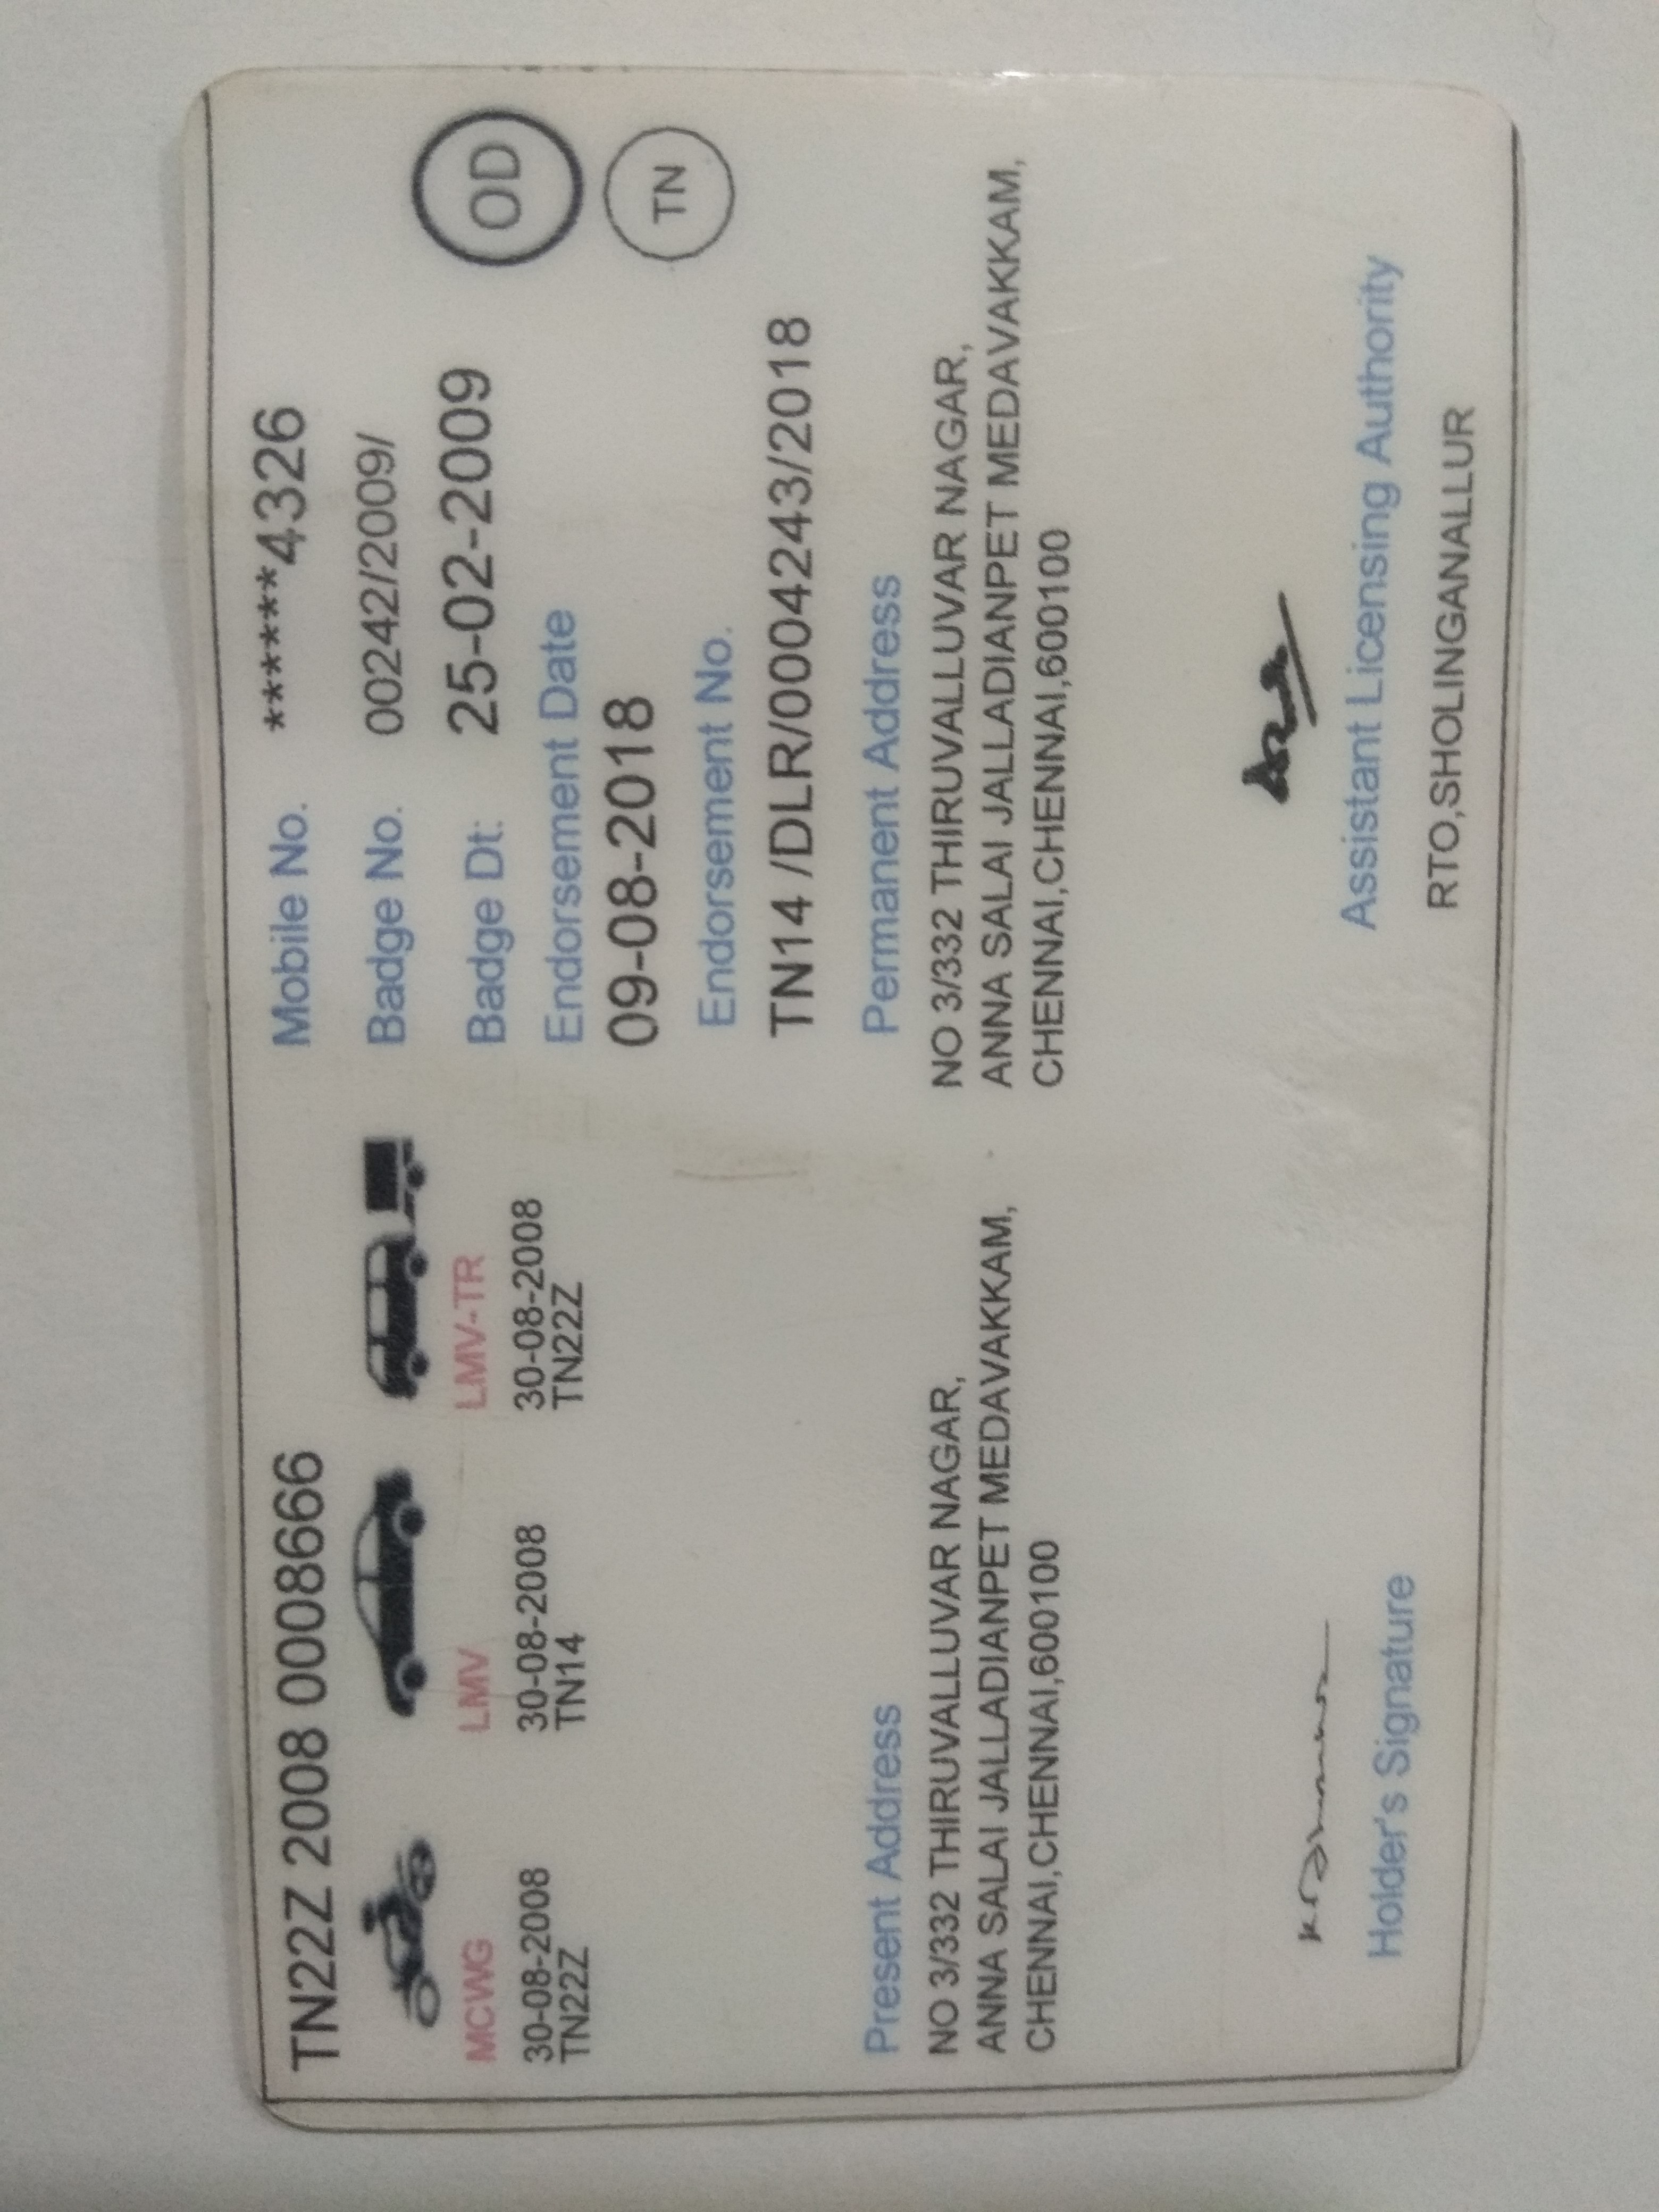 TN22Z 2008 0008666
MCWG
30-08-2008
TN22Z
LMV
30-08-2008
TN14
LMV-TR
30-08-2008
TN22Z
Mobile No. ******4326
Badge No. 00242/2009/
Badge Dt: 25-02-2009
Endorsement Date
09-08-2018
Endorsement No.
TN14 /DLR/0004243/2018
OD
TN
Present Address
NO 3/332 THIRUVALLUVAR NAGAR,
ANNA SALAI JALLADIANPET MEDAVAKKAM,
CHENNAI,CHENNAI,600100
Permanent Address
NO 3/332 THIRUVALLUVAR NAGAR,
ANNA SALAI JALLADIANPET MEDAVAKKAM,
CHENNAI,CHENNAI,600100
Holder's Signature
Assistant Licensing Authority
RTO,SHOLINGANALLUR